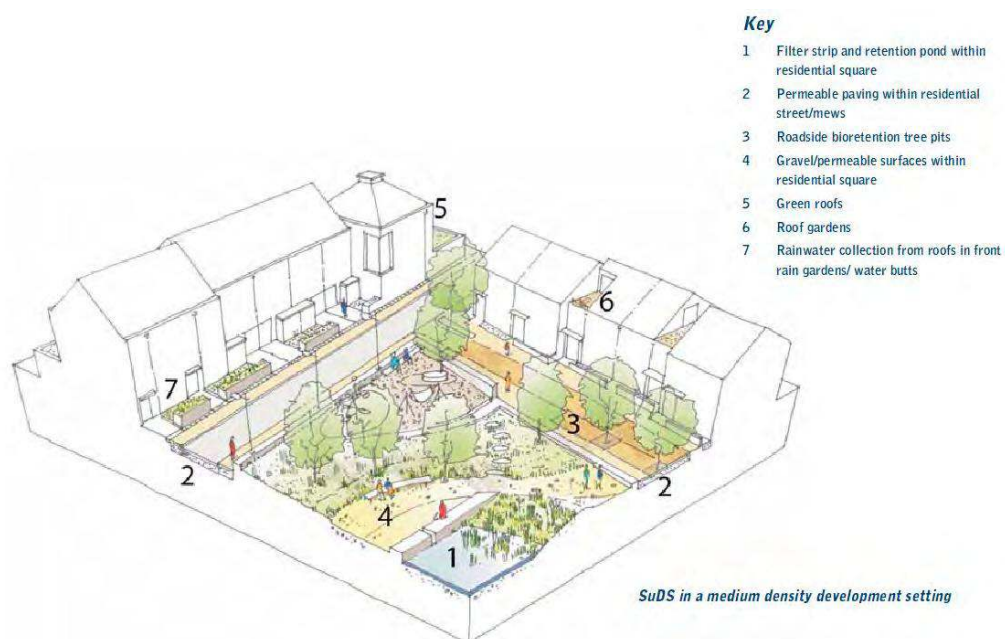 Key
1 Filter strip and retention pond within
residential square
2 Permeable paving within residential
street/mews
3 Roadside bioretention tree pits
4 Gravel/permeable surfaces within
residential square
5 Green roofs
6 Roof gardens
7 Rainwater collection from roofs in front
rain gardens/ water butts
5
6
7
3
2
2
4
1
SuDS in a medium density development setting